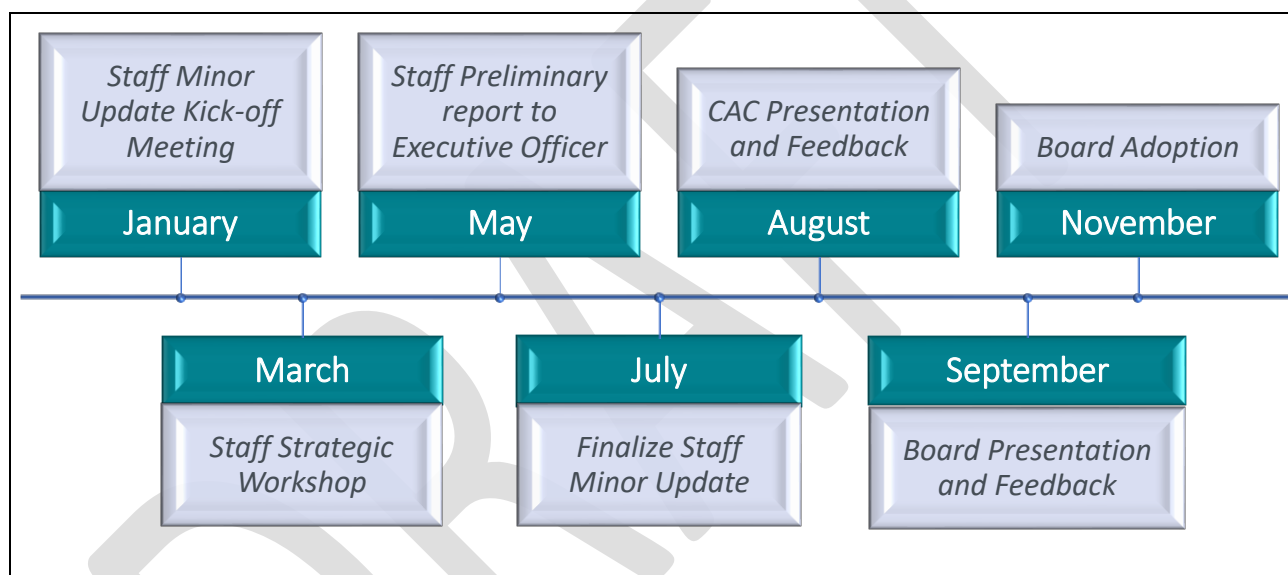 Staff Minor
Update Kick-off
Meeting
January
Staff Preliminary
report to
Executive Officer
May
CAC Presentation
and Feedback
August
Board Adoption
November
March
Staff Strategic
Workshop
July
Finalize Staff
Minor Update
September
Board Presentation
and Feedback
DRAFT